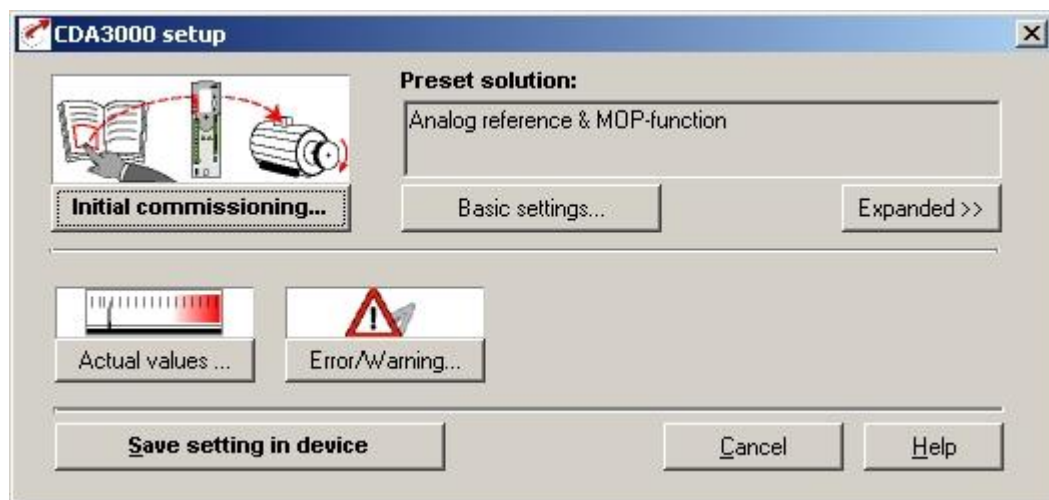 CDA3000 setup
Preset solution:
Analog reference & MOP-function
Initial commissioning...
Basic settings...
Expanded >>
Actual values ...
Error/Warning...
Save setting in device
Cancel
Help